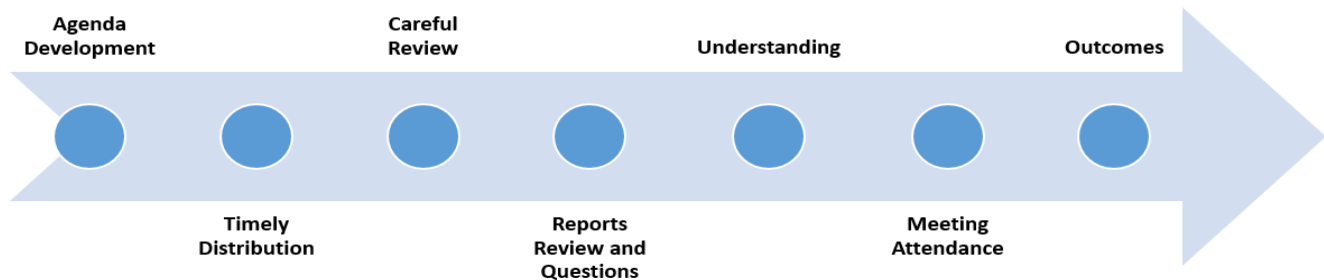 Agenda
Development
Timely
Distribution
Careful
Review
Reports
Review and
Questions
Understanding
Meeting
Attendance
Outcomes